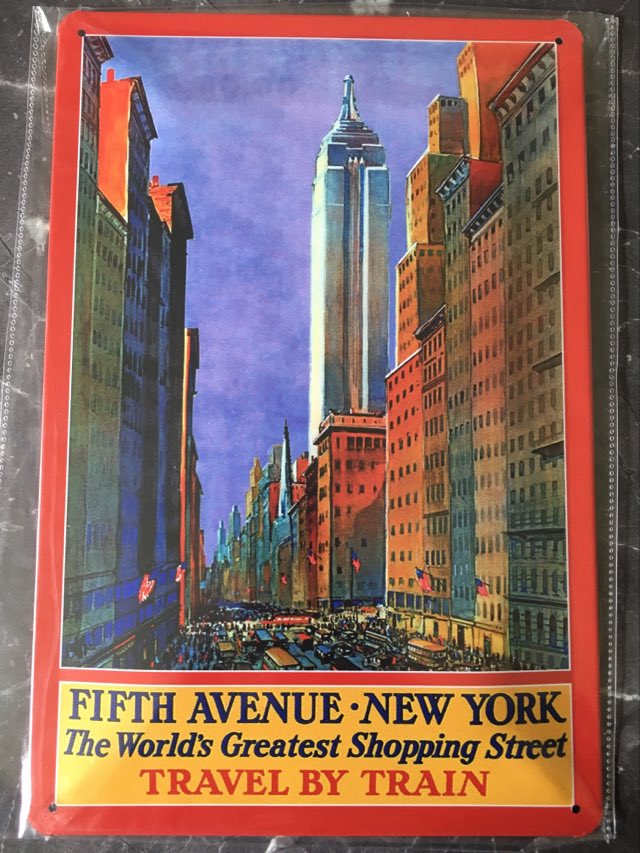 FIFTH AVENUE · NEW YORK
The World's Greatest Shopping Street
TRAVEL BY TRAIN